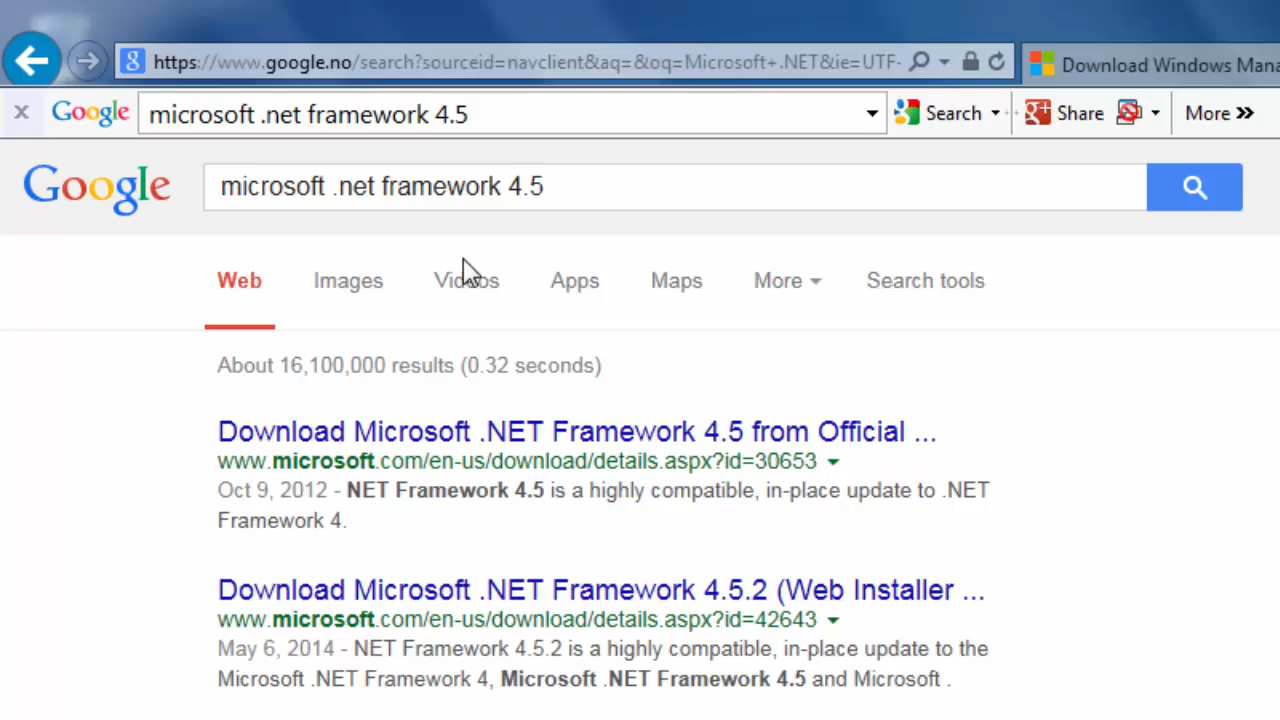 https://www.google.no/search?sourceid=navclient&aq=&oq=Microsoft+.NET&ie=UTF-
Download Windows Mana
Google microsoft .net framework 4.5 Search Share More
Google microsoft .net framework 4.5
Web Images Videos Apps Maps More Search tools
About 16,100,000 results (0.32 seconds)
Download Microsoft .NET Framework 4.5 from Official ...
www.microsoft.com/en-us/download/details.aspx?id=30653
Oct 9, 2012 - NET Framework 4.5 is a highly compatible, in-place update to .NET
Framework 4.
Download Microsoft .NET Framework 4.5.2 (Web Installer ...
www.microsoft.com/en-us/download/details.aspx?id=42643
May 6, 2014 - NET Framework 4.5.2 is a highly compatible, in-place update to the
Microsoft .NET Framework 4, Microsoft .NET Framework 4.5 and Microsoft .